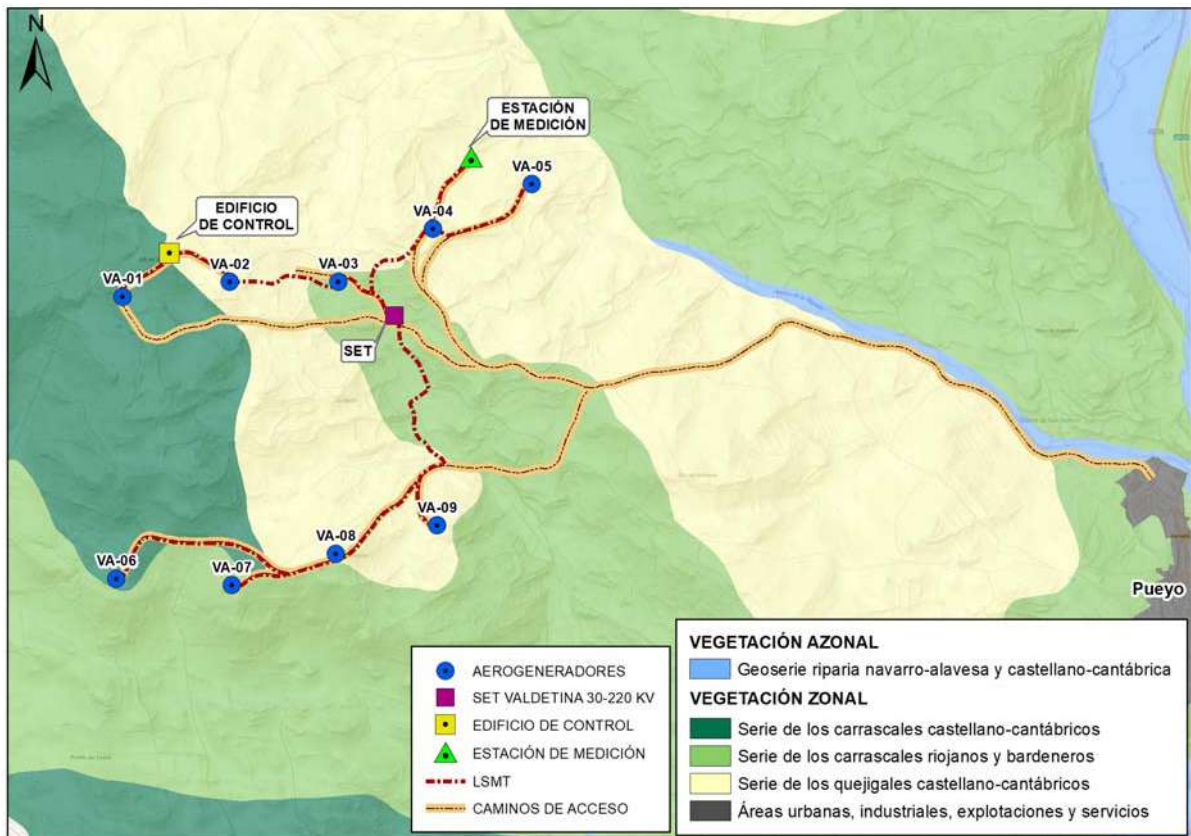 N
ESTACIÓN
DE MEDICIÓN
VA-05
VA-04
EDIFICIO
DE CONTROL
VA-03
VA-02
VA-01
SET
VA-09
VA-08
VA-06
VA-07
Pueyo
AEROGENERADORES
SET VALDETINA 30-220 KV
EDIFICIO DE CONTROL
ESTACIÓN DE MEDICIÓN
LSMT
CAMINOS DE ACCESO
VEGETACIÓN AZONAL
Geoserie riparia navarro-alavesa y castellano-cantábrica
VEGETACIÓN ZONAL
Serie de los carrascales castellano-cantábricos
Serie de los carrascales riojanos y bardeneros
Serie de los quejigales castellano-cantábricos
Áreas urbanas, industriales, explotaciones y servicios